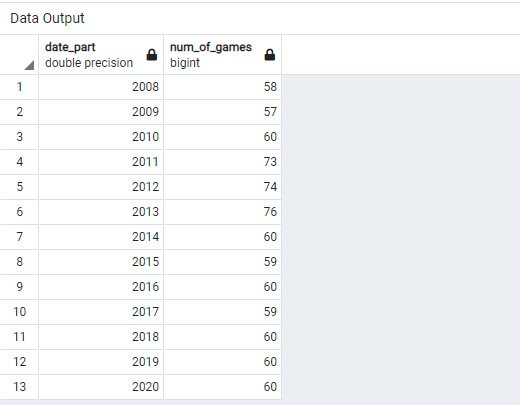 Data Output
date_part num_of_games
double precision bigint
1 2008 58
2 2009 57
3 2010 60
4 2011 73
5 2012 74
6 2013 76
7 2014 60
8 2015 59
9 2016 60
10 2017 59
11 2018 60
12 2019 60
13 2020 60